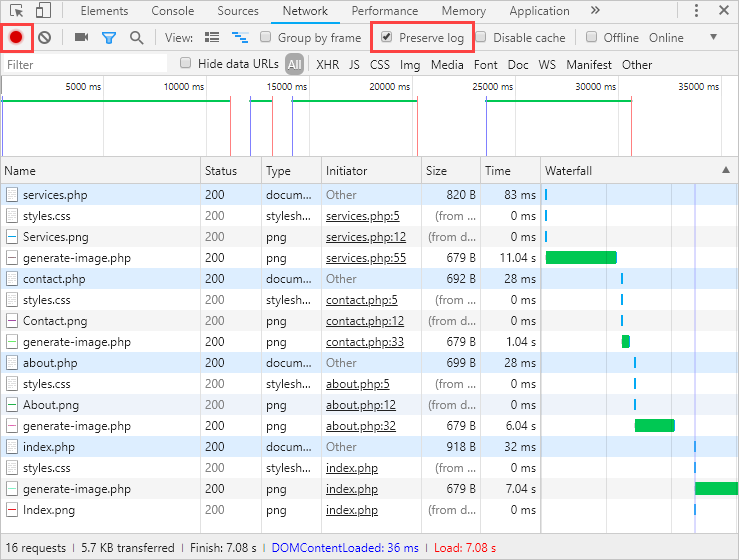 Elements Console Sources Network Performance Memory Application »
View: Group by frame Preserve log Disable cache Offline Online
Filter Hide data URLs All XHR JS CSS Img Media Font Doc WS Manifest Other
5000 ms 10000 ms 15000 ms 20000 ms 25000 ms 30000 ms 35000 ms
Name Status Type Initiator Size Time Waterfall
services.php 200 docum... Other 820 B 83 ms
styles.css 200 stylesh... services.php:5 (from ... 0 ms
Services.png 200 png services.php:12 (from d... 0 ms
generate-image.php 200 png services.php:55 679 B 11.04 s
contact.php 200 docum... Other 692 B 28 ms
styles.css 200 stylesh... contact.php:5 (from ... 0 ms
Contact.png 200 png contact.php:12 (from d... 0 ms
generate-image.php 200 png contact.php:33 679 B 1.04 s
about.php 200 docum... Other 699 B 28 ms
styles.css 200 stylesh... about.php:5 (from ... 0 ms
About.png 200 png about.php:12 (from d... 0 ms
generate-image.php 200 png about.php:32 679 B 6.04 s
index.php 200 docum... Other 918 B 32 ms
styles.css 200 stylesh... index.php (from ... 0 ms
generate-image.php 200 png index.php 679 B 7.04 s
Index.png 200 png index.php (from d... 0 ms
16 requests | 5.7 KB transferred | Finish: 7.08 s | DOMContentLoaded: 36 ms | Load: 7.08 s